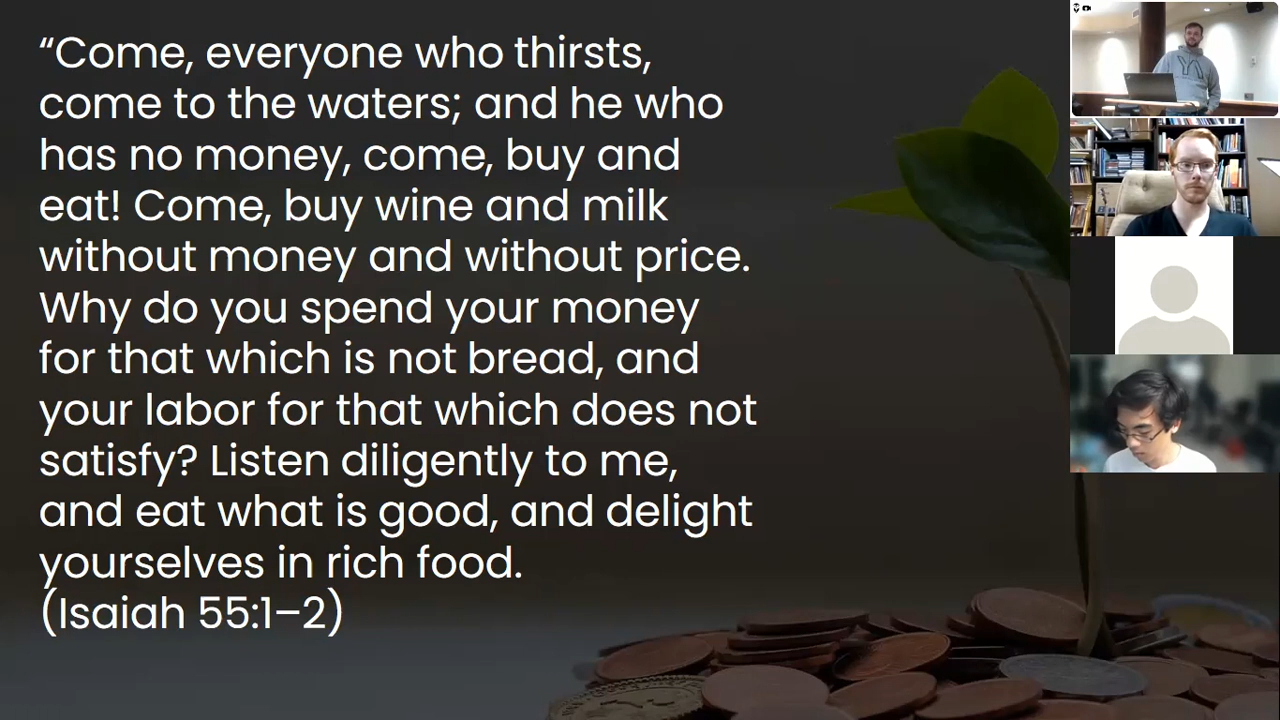 “Come, everyone who thirsts,
come to the waters; and he who
has no money, come, buy and
eat! Come, buy wine and milk
without money and without price.
Why do you spend your money
for that which is not bread, and
your labor for that which does not
satisfy? Listen diligently to me,
and eat what is good, and delight
yourselves in rich food.
(Isaiah 55:1–2)